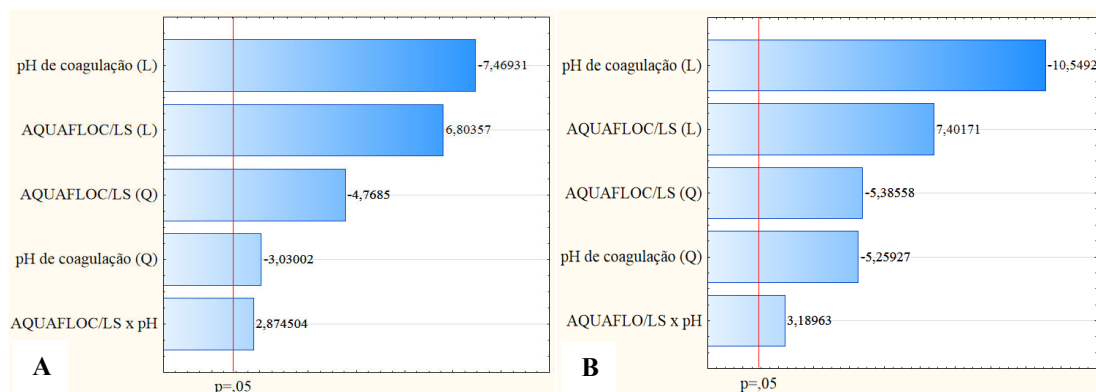 pH de coagulação (L)
-7,46931
AQUAFLOC/LS (L)
6,80357
AQUAFLOC/LS (Q)
-4,7685
pH de coagulação (Q)
-3,03002
AQUAFLOC/LS x pH
2,874504
A
p=,05
pH de coagulação (L)
-10,5492
AQUAFLOC/LS (L)
7,40171
AQUAFLOC/LS (Q)
-5,38558
pH de coagulação (Q)
-5,25927
AQUAFLO/LS x pH
3,18963
B
p=,05